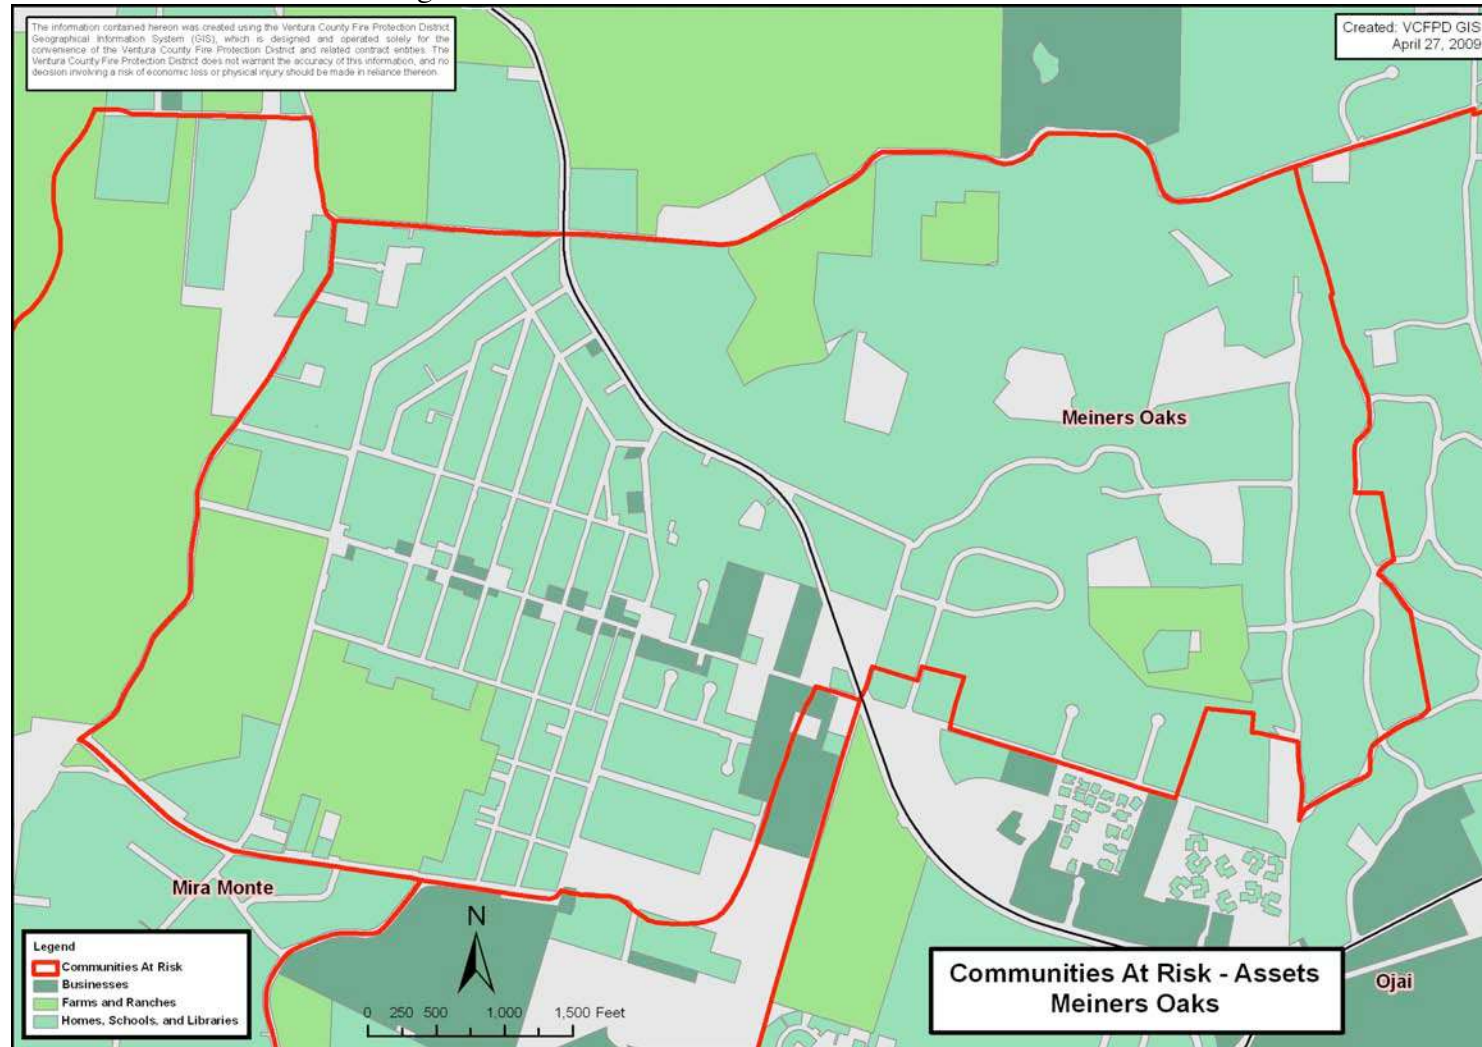 The information contained hereon was created using the Ventura County Fire Protection District
Geographical Information System (GIS), which is designed and operated solely for the
convenience of the Ventura County Fire Protection District and related contract entities. The
Ventura County Fire Protection District does not warrant the accuracy of this information, and no
decision involving a risk of economic loss or physical injury should be made in reliance thereon.
Created: VCFPD GIS
April 27, 2009
Meiners Oaks
Mira Monte
N
Legend
Communities At Risk
Businesses
Farms and Ranches
Homes, Schools, and Libraries
0 250 500 1,000 1,500 Feet
Communities At Risk - Assets
Meiners Oaks
Ojai